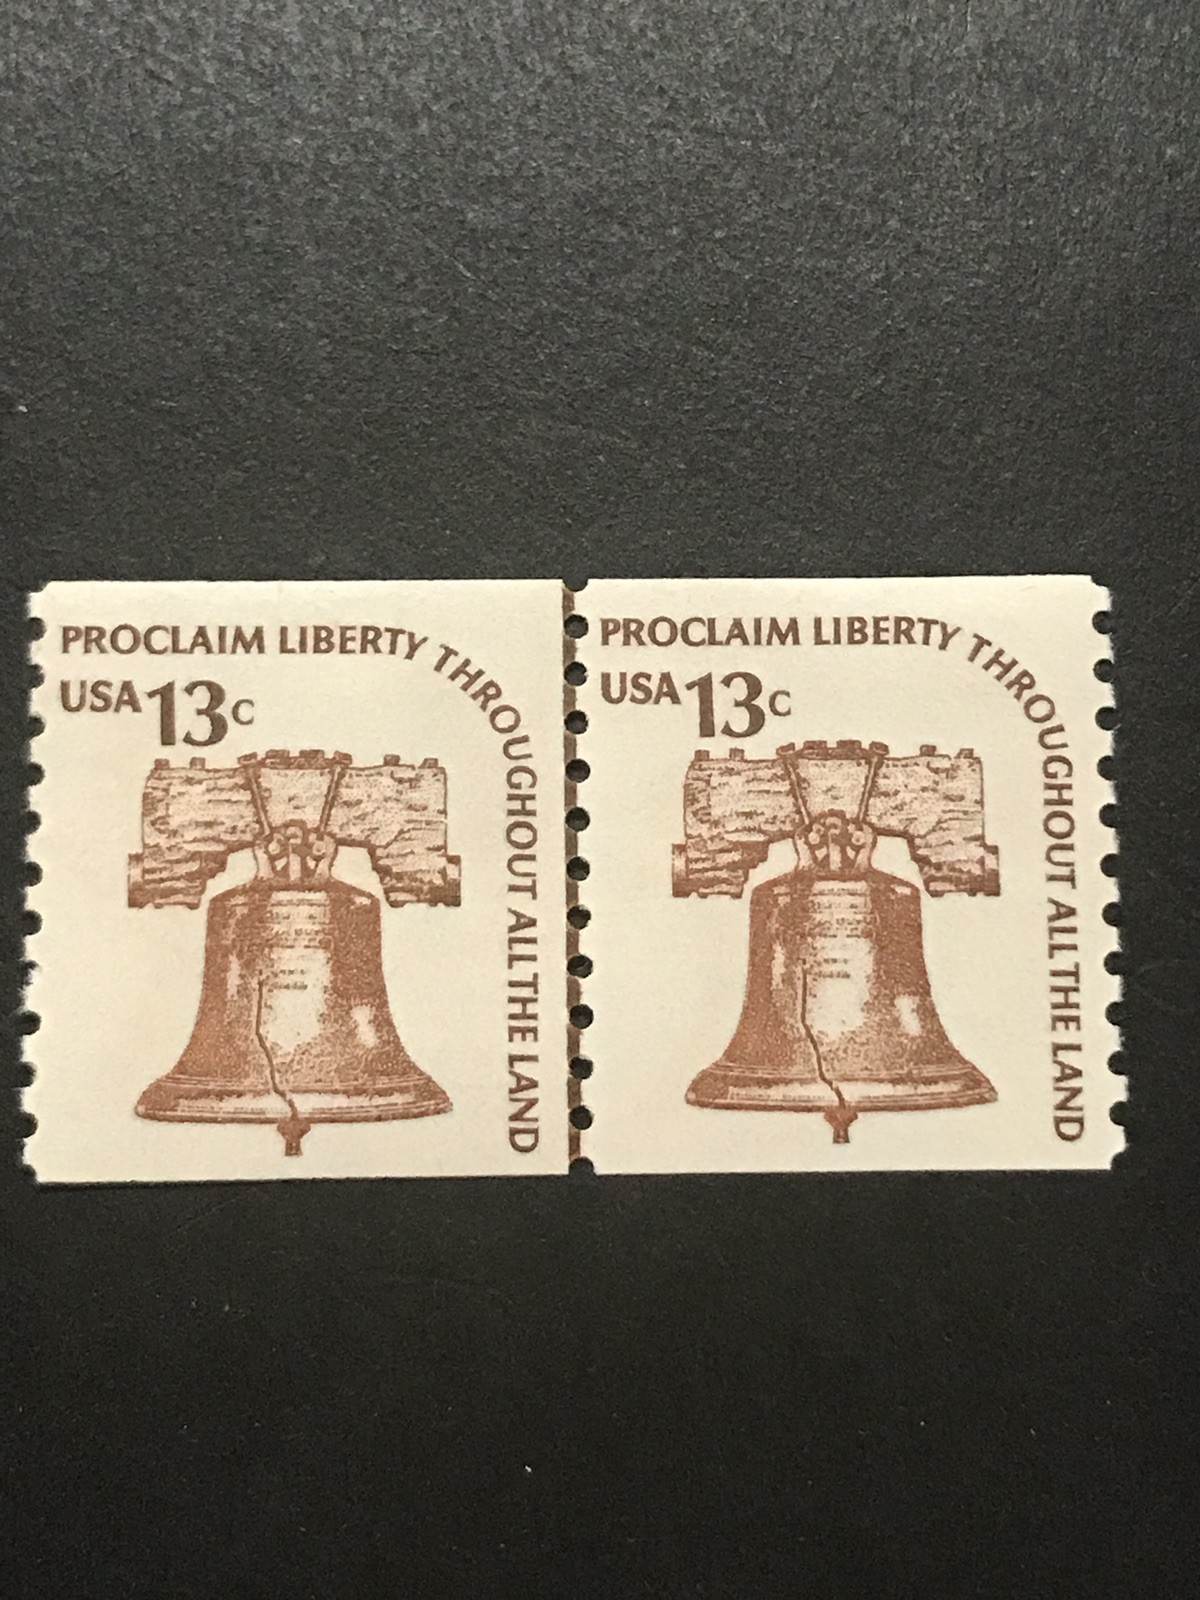 PROCLAIM LIBERTY THROUGHOUT ALL THE LAND
USA 13c
PROCLAIM LIBERTY THROUGHOUT ALL THE LAND
USA 13c